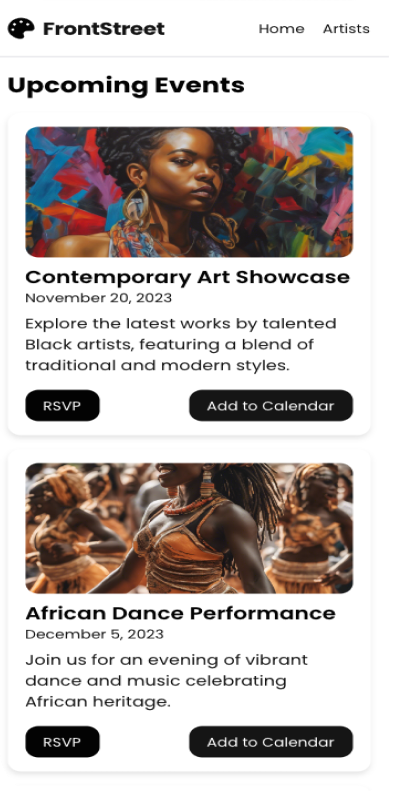 FrontStreet
Home Artists
Upcoming Events
Contemporary Art Showcase
November 20, 2023
Explore the latest works by talented
Black artists, featuring a blend of
traditional and modern styles.
RSVP
Add to Calendar
African Dance Performance
December 5, 2023
Join us for an evening of vibrant
dance and music celebrating
African heritage.
RSVP
Add to Calendar